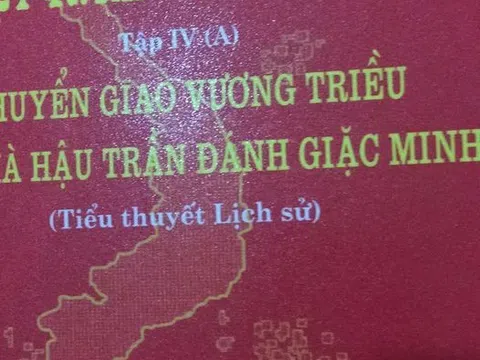 Tập IV (A)
HUYỂN GIAO VƯƠNG TRIỀU
HẬU TRẦN ĐÁNH GIẶC MINH
(Tiểu thuyết Lịch sử)